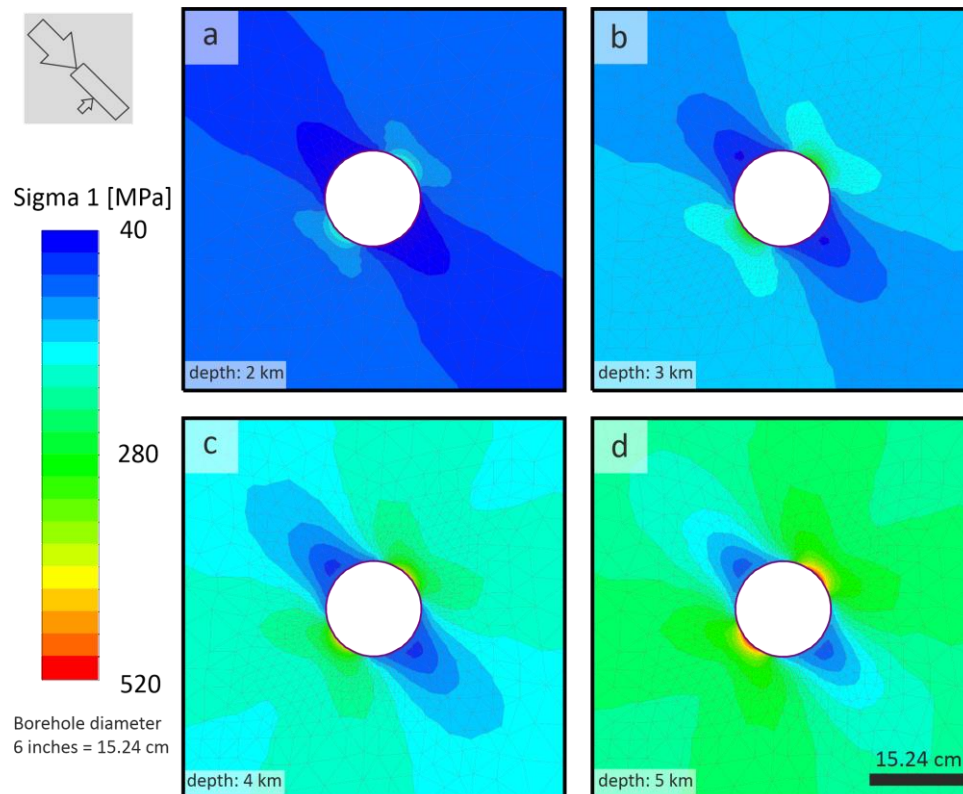 a
b
Sigma 1 [MPa]
40
280
520
Borehole diameter
6 inches = 15.24 cm
depth: 2 km
depth: 3 km
c
d
depth: 4 km
depth: 5 km
15.24 cm